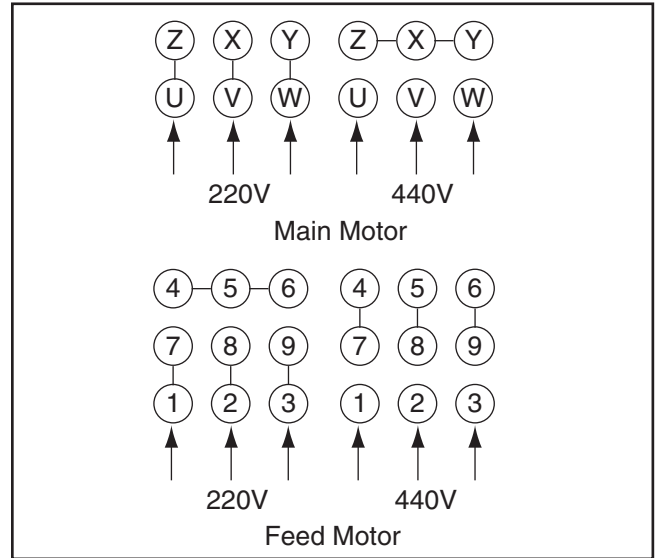 Z X Y Z X Y
U V W U V W
220V 440V
Main Motor
4 5 6 4 5 6
7 8 9 7 8 9
1 2 3 1 2 3
220V 440V
Feed Motor